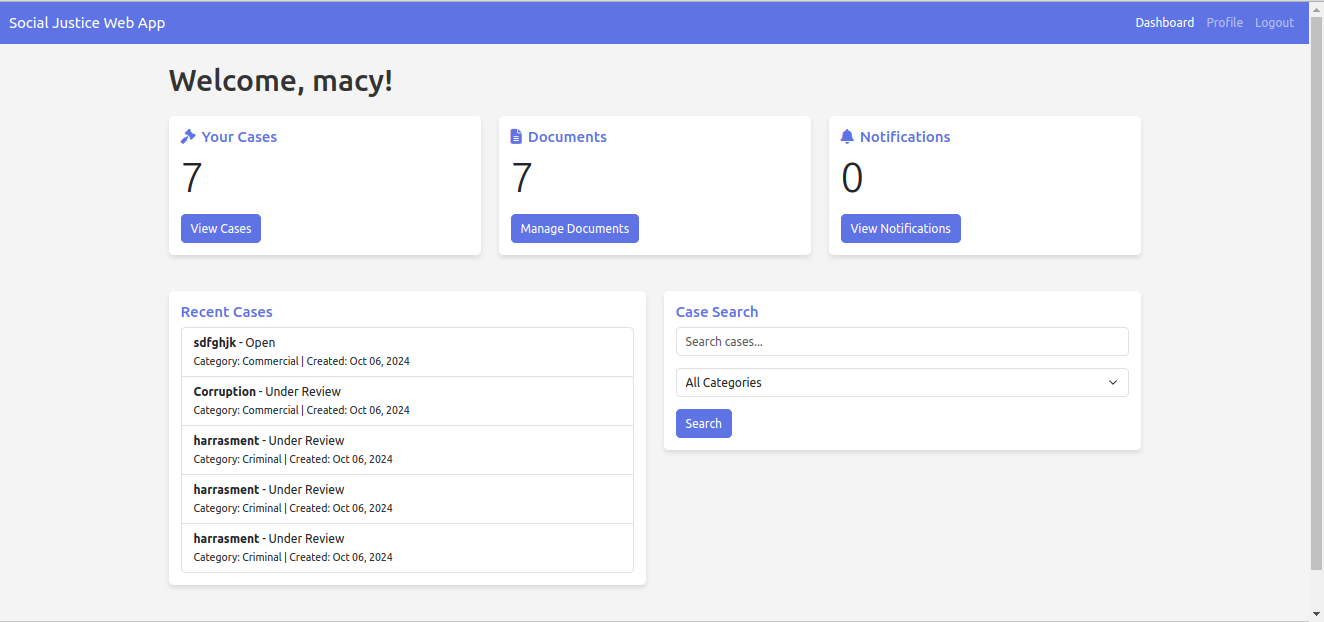 Social Justice Web App
Dashboard Profile Logout
Welcome, macy!
Your Cases
7
View Cases
Documents
7
Manage Documents
Notifications
0
View Notifications
Recent Cases
sdfghjk - Open
Category: Commercial | Created: Oct 06, 2024
Corruption - Under Review
Category: Commercial | Created: Oct 06, 2024
harrasment - Under Review
Category: Criminal | Created: Oct 06, 2024
harrasment - Under Review
Category: Criminal | Created: Oct 06, 2024
harrasment - Under Review
Category: Criminal | Created: Oct 06, 2024
Case Search
Search cases...
All Categories
Search